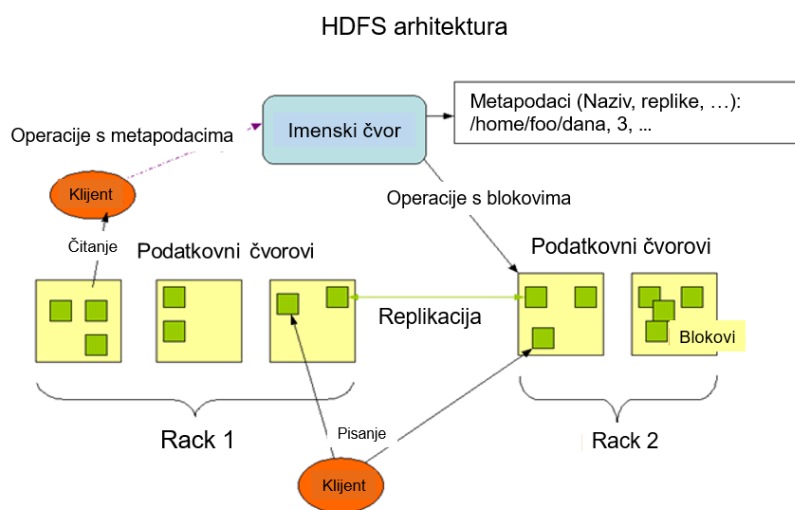 HDFS arhitektura
Metapodaci (Naziv, replike, …):
/home/foo/dana, 3, ...
Imenski čvor
Operacije s metapodacima
Klijent
Operacije s blokovima
Čitanje
Podatkovni čvorovi
Podatkovni čvorovi
Replikacija
Blokovi
Rack 1
Pisanje
Rack 2
Klijent